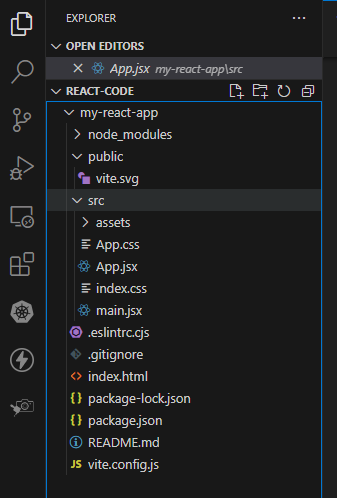 EXPLORER
OPEN EDITORS
App.jsx my-react-app\src
REACT-CODE
my-react-app
node_modules
public
vite.svg
src
assets
App.css
App.jsx
index.css
main.jsx
.eslintrc.cjs
.gitignore
index.html
package-lock.json
package.json
README.md
JS vite.config.js